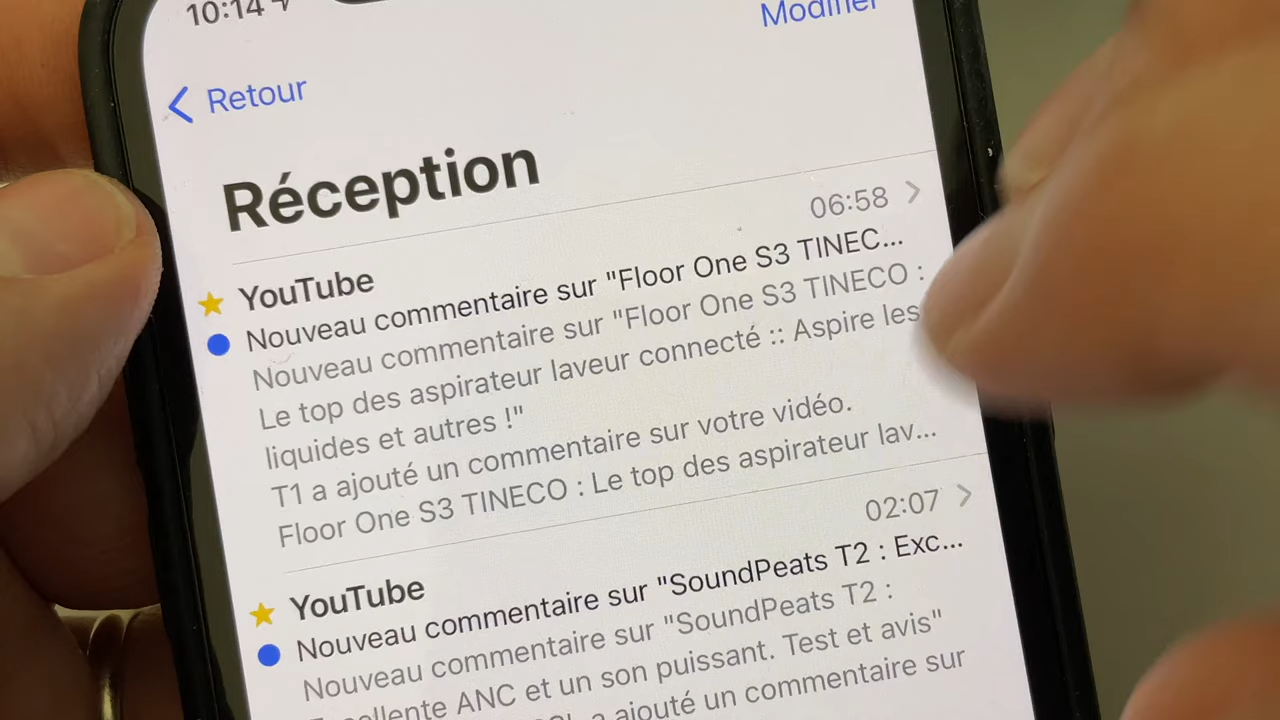 10:14
Modifier
Retour
Réception
06:58
YouTube
Nouveau commentaire sur "Floor One S3 TINEC...
Nouveau commentaire sur "Floor One S3 TINECO :
Le top des aspirateur laveur connecté :: Aspire les
liquides et autres !"
T1 a ajouté un commentaire sur votre vidéo.
Floor One S3 TINECO : Le top des aspirateur lav...
02:07
YouTube
Nouveau commentaire sur "SoundPeats T2 : Exc...
Nouveau commentaire sur "SoundPeats T2 :
Excellente ANC et un son puissant. Test et avis"
a ajouté un commentaire sur